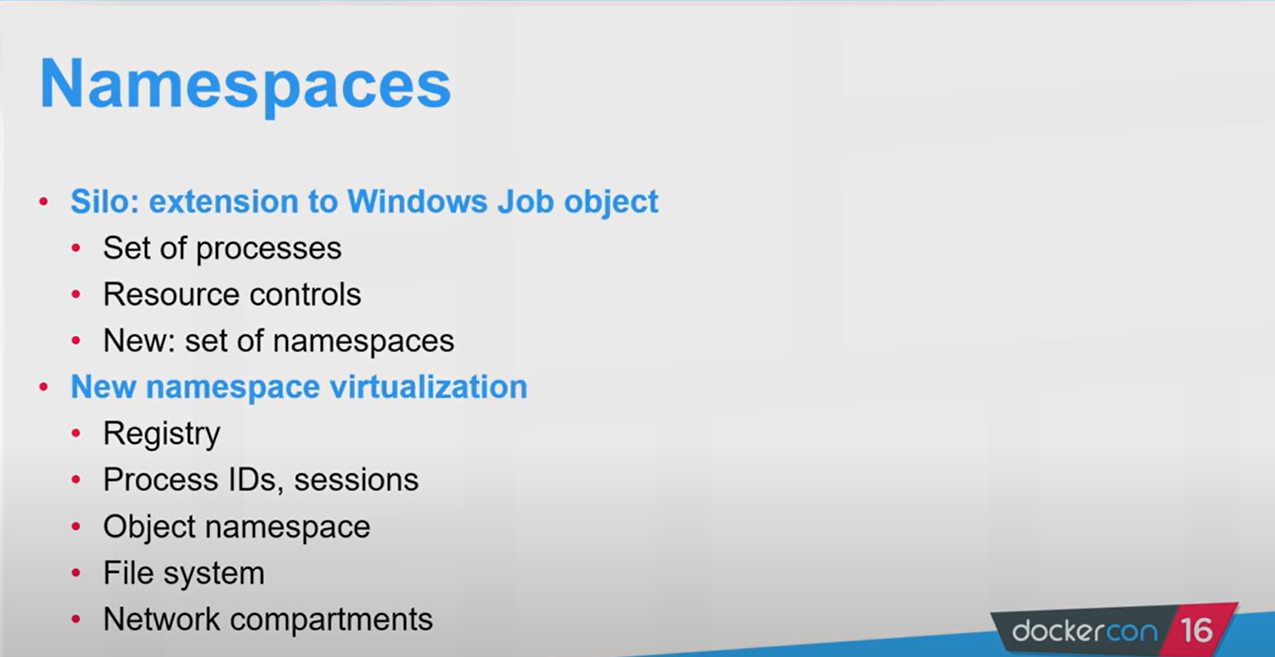 Namespaces
• Silo: extension to Windows Job object
• Set of processes
• Resource controls
• New: set of namespaces
• New namespace virtualization
• Registry
• Process IDs, sessions
• Object namespace
• File system
• Network compartments
dockercon 16